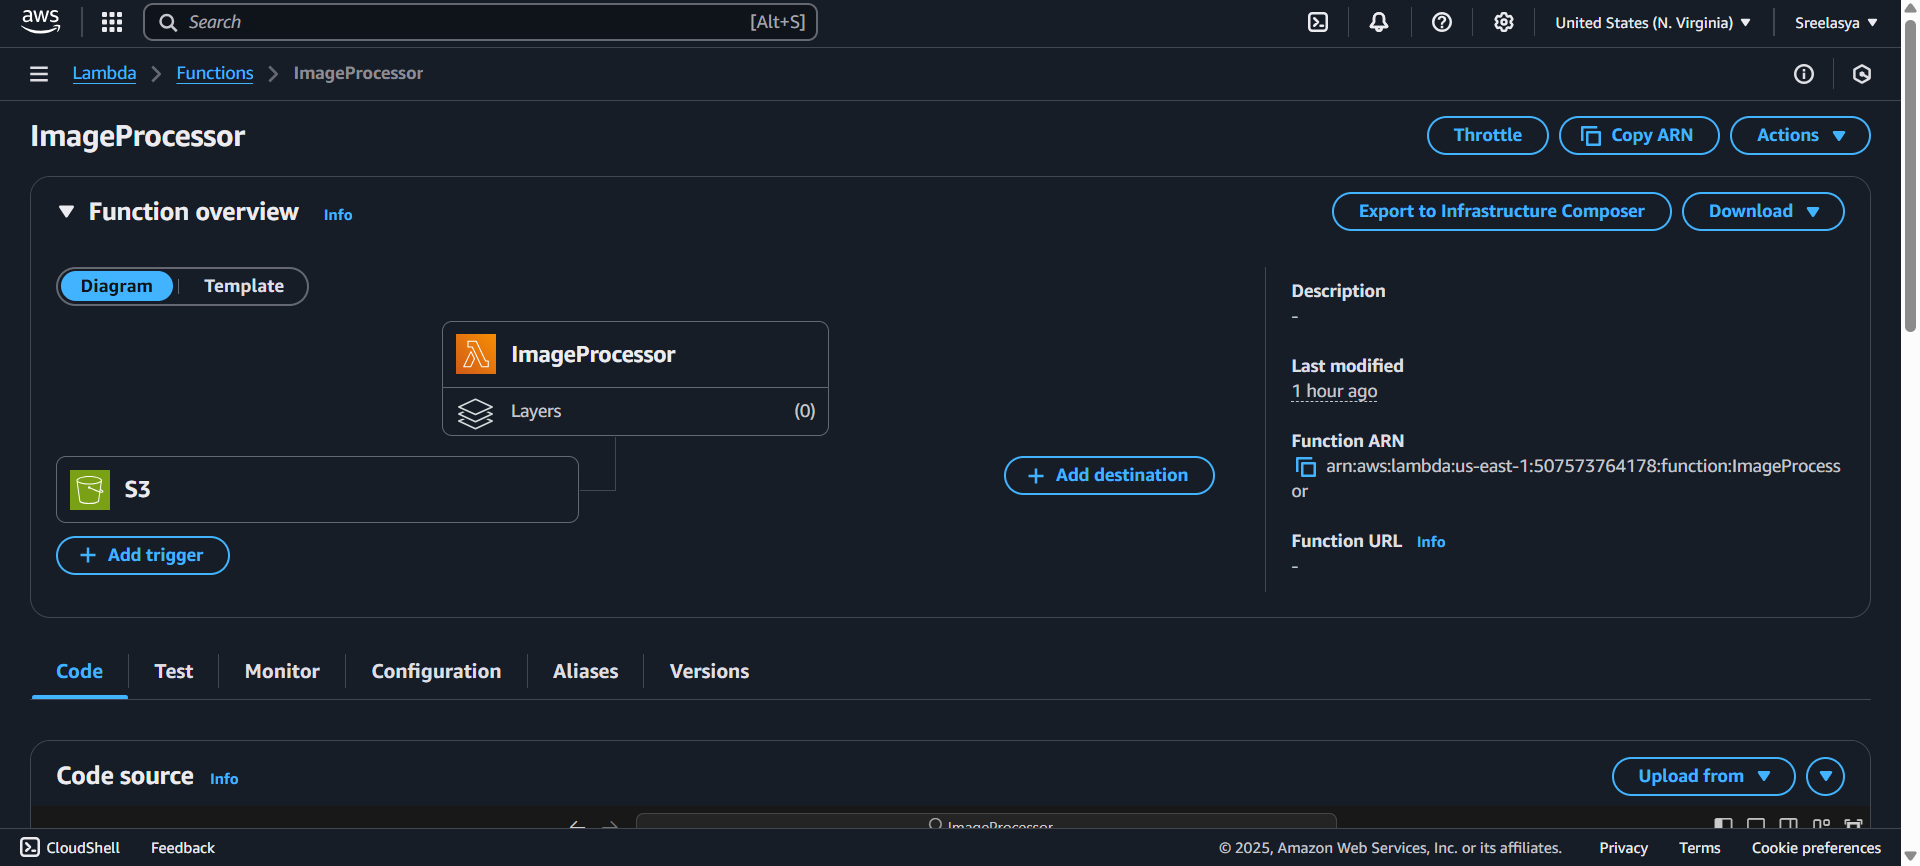 aws
Search [Alt+S]
United States (N. Virginia)
Sreelasya
Lambda
Functions
ImageProcessor
ImageProcessor
Throttle
Copy ARN
Actions
Function overview
Info
Export to Infrastructure Composer
Download
Diagram
Template
ImageProcessor
Layers
(0)
S3
+ Add destination
+ Add trigger
Description
-
Last modified
1 hour ago
Function ARN
arn:aws:lambda:us-east-1:507573764178:function:ImageProcess
or
Function URL Info
-
Code
Test
Monitor
Configuration
Aliases
Versions
Code source Info
Upload from
ImageProcessor
CloudShell
Feedback
© 2025, Amazon Web Services, Inc. or its affiliates.
Privacy
Terms
Cookie preferences